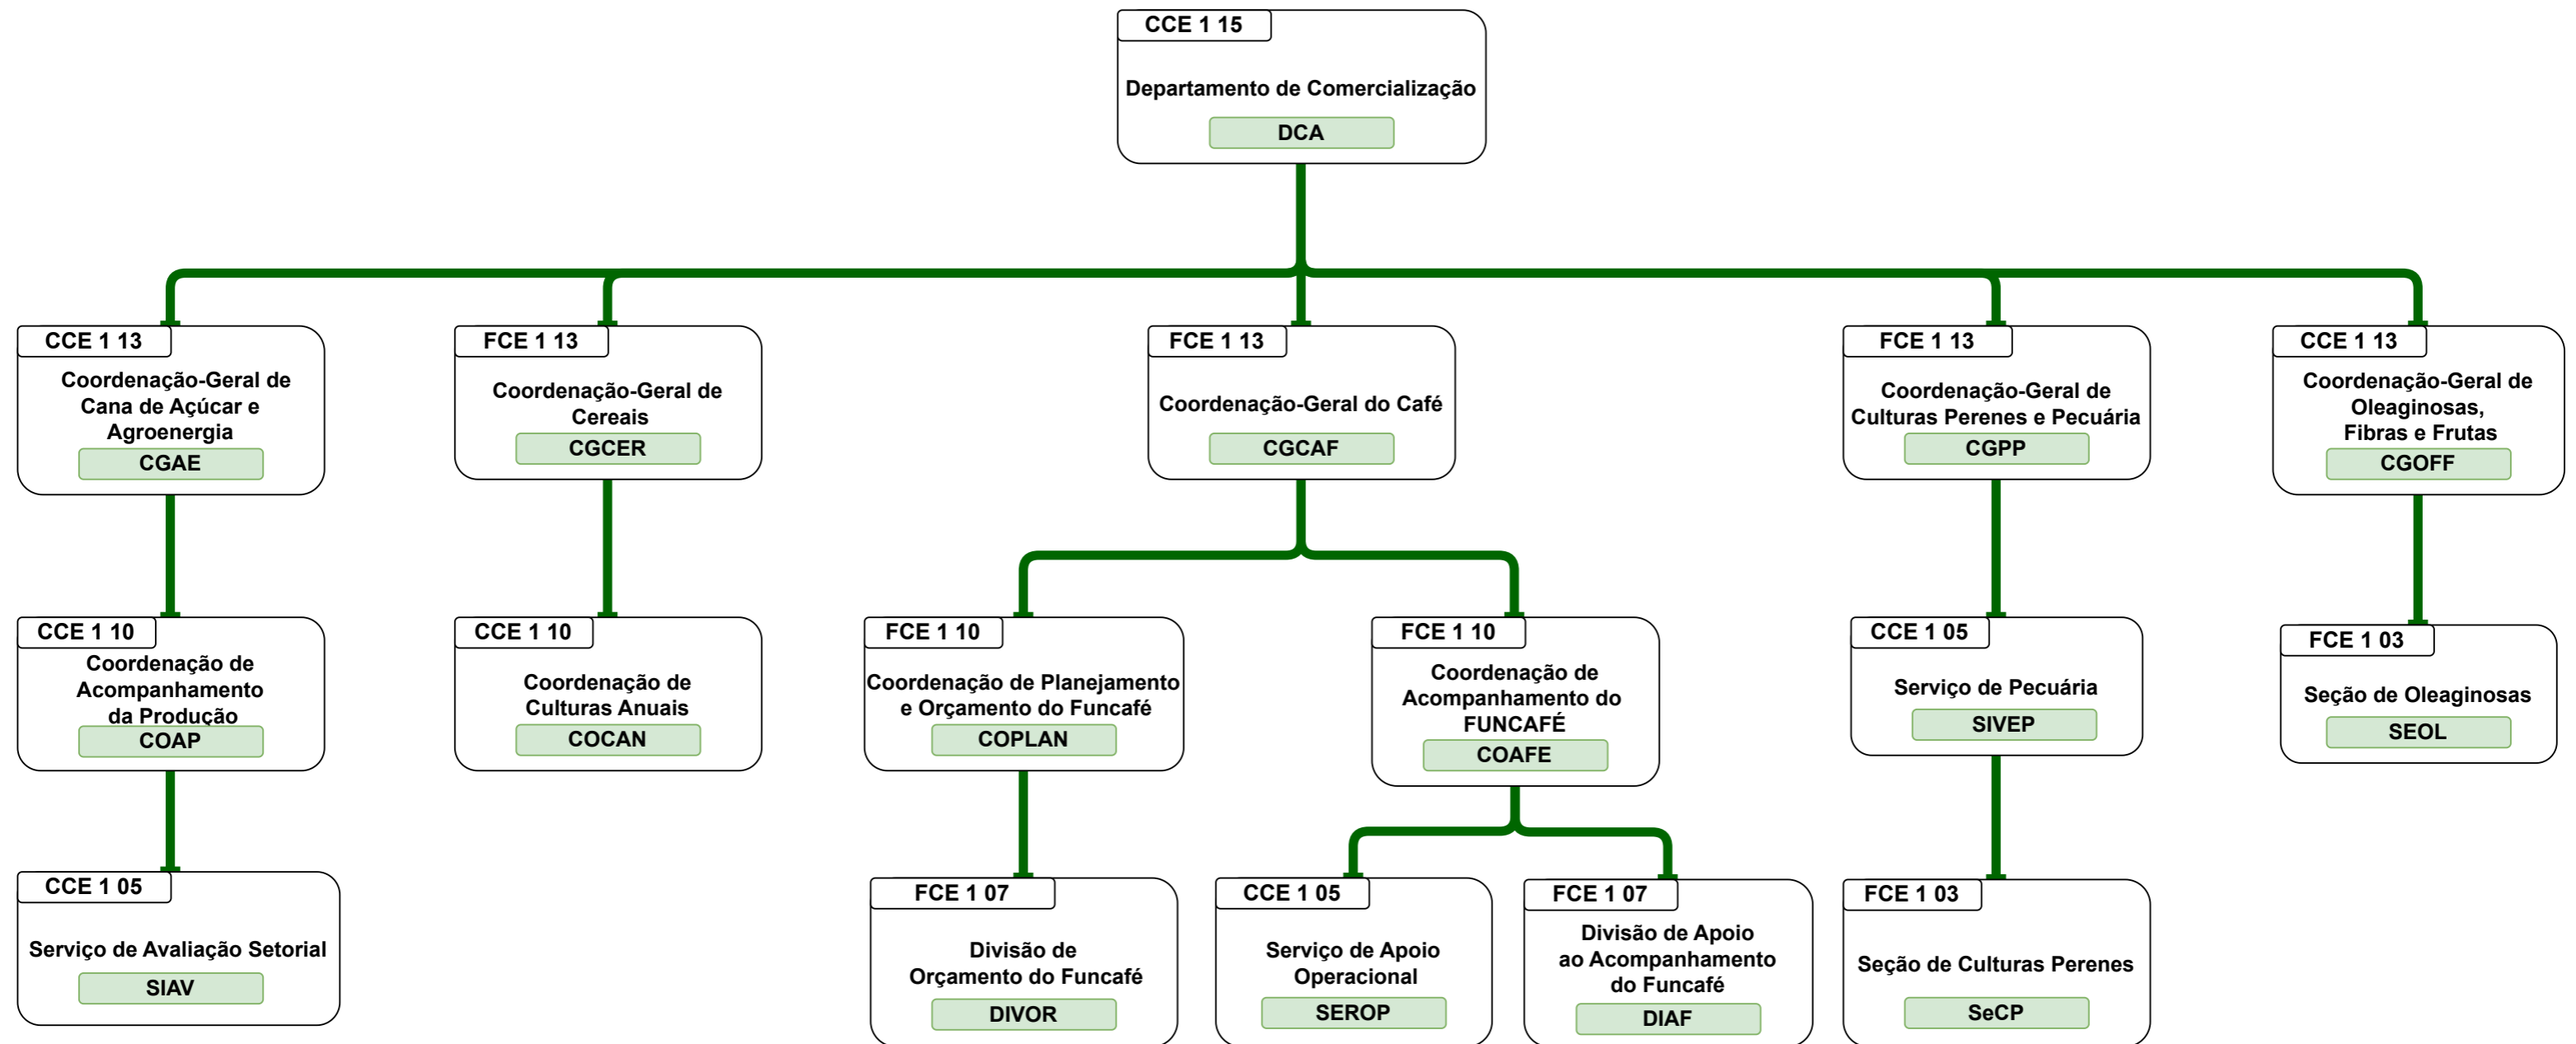 CCE 1 15
Departamento de Comercialização
DCA
CCE 1 13
Coordenação-Geral de
Cana de Açúcar e
Agroenergia
CGAE
FCE 1 13
Coordenação-Geral de
Cereais
CGCER
FCE 1 13
Coordenação-Geral do Café
CGCAF
FCE 1 13
Coordenação-Geral de
Culturas Perenes e Pecuária
CGPP
CCE 1 13
Coordenação-Geral de
Oleaginosas,
Fibras e Frutas
CGOFF
CCE 1 10
Coordenação de
Acompanhamento
da Produção
COAP
CCE 1 10
Coordenação de
Culturas Anuais
COCAN
FCE 1 10
Coordenação de Planejamento
e Orçamento do Funcafé
COPLAN
FCE 1 10
Coordenação de
Acompanhamento do
FUNCAFÉ
COAFE
CCE 1 05
Serviço de Pecuária
SIVEP
FCE 1 03
Seção de Oleaginosas
SEOL
CCE 1 05
Serviço de Avaliação Setorial
SIAV
FCE 1 07
Divisão de
Orçamento do Funcafé
DIVOR
CCE 1 05
Serviço de Apoio
Operacional
SEROP
FCE 1 07
Divisão de Apoio
ao Acompanhamento
do Funcafé
DIAF
FCE 1 03
Seção de Culturas Perenes
SeCP